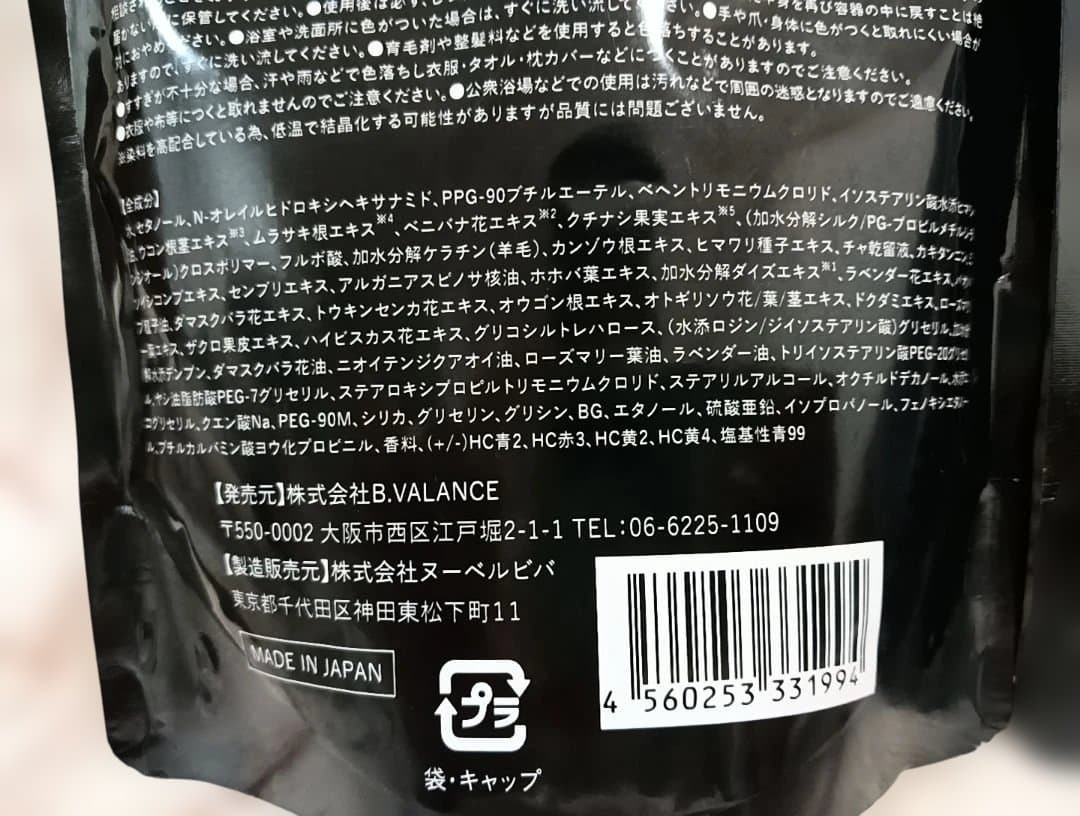 に保管してください。●使用後は必ず、
対におやめください。●浴室や洗面所に色がついた場合は、すぐに洗い流してください。●手や爪・身体に色がつくと取れにくい場合が
ありますので、すぐに洗い流してください。●育毛剤や整髪料などを使用すると色落ちすることがあります。
●すすぎが不十分な場合、汗や雨などで色落ちし衣服・タオル・枕カバーなどにつくことがありますのでご注意ください。
●衣服や布等につくと取れませんのでご注意ください。●公衆浴場などでの使用は汚れなどで周囲の迷惑となりますのでご遠慮ください。
※染料を高配合している為、低温で結晶化する可能性がありますが品質には問題ございません。
【全成分】
水、セタノール、N-オレイルヒドロキシヘキサナミド、PPG-90ブチルエーテル、ベヘントリモニウムクロリド、イソステアリン酸水添ヒマシ
油、ウコン根茎エキス※3、ムラサキ根エキス※4、ベニバナ花エキス※2、クチナシ果実エキス※5、(加水分解シルク/PG-プロピルメチルシラ
ンジオール)クロスポリマー、フルボ酸、加水分解ケラチン(羊毛)、カンゾウ根エキス、ヒマワリ種子エキス、チャ乾留液、
エキス、センブリエキス、アルガニアスピノサ核油、ホホバ葉エキス、加水分解ダイズエキス※1、ラベンダー花エキス、
ダマスクバラ花エキス、トウキンセンカ花エキス、オウゴン根エキス、オトギリソウ花/葉/茎エキス、ドクダミエキス、ローズマ
リー葉エキス、ザクロ果皮エキス、ハイビスカス花エキス、グリコシルトレハロース、(水添ロジン/ジイソステアリン酸)グリセリル、加水分
解水添デンプン、ダマスクバラ花油、ニオイテンジクアオイ油、ローズマリー葉油、ラベンダー油、トリイソステアリン酸PEG-20グリセリ
ル、ヤシ油脂肪酸PEG-7グリセリル、ステアロキシプロピルトリモニウムクロリド、ステアリルアルコール、オクチルドデカノール、
コグリセリル、クエン酸Na、PEG-90M、シリカ、グリセリン、グリシン、BG、エタノール、硫酸亜鉛、イソプロパノール、フェノキシエタノー
ル、ブチルカルバミン酸ヨウ化プロピニル、香料、(+/-)HC青2、HC赤3、HC黄2、HC黄4、塩基性青99
【発売元】株式会社B.VALANCE
〒550-0002 大阪市西区江戸堀2-1-1 TEL:06-6225-1109
【製造販売元】株式会社ヌーベルビバ
東京都千代田区神田東松下町11
MADE IN JAPAN
プラ
袋・キャップ
4 560253 331994